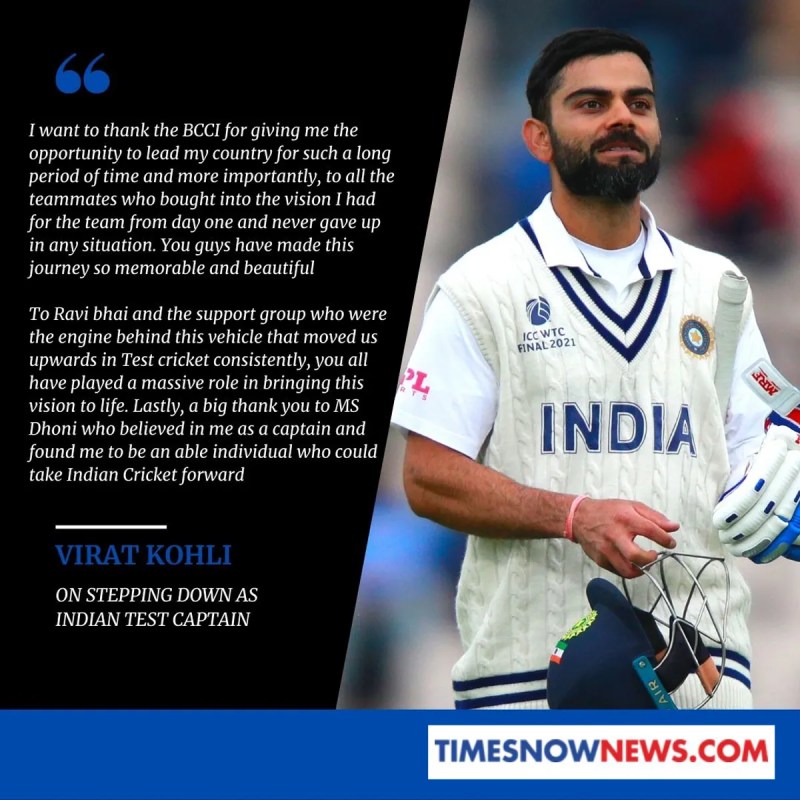 I want to thank the BCCI for giving me the
opportunity to lead my country for such a long
period of time and more importantly, to all the
teammates who bought into the vision I had
for the team from day one and never gave up
in any situation. You guys have made this
journey so memorable and beautiful
To Ravi bhai and the support group who were
the engine behind this vehicle that moved us
upwards in Test cricket consistently, you all
have played a massive role in bringing this
vision to life. Lastly, a big thank you to MS
Dhoni who believed in me as a captain and
found me to be an able individual who could
take Indian Cricket forward
VIRAT KOHLI
ON STEPPING DOWN AS
INDIAN TEST CAPTAIN
ICC WTC
FINAL 2021
PL
INDIA
MRF
AIR
TIMESNOWNEWS.COM